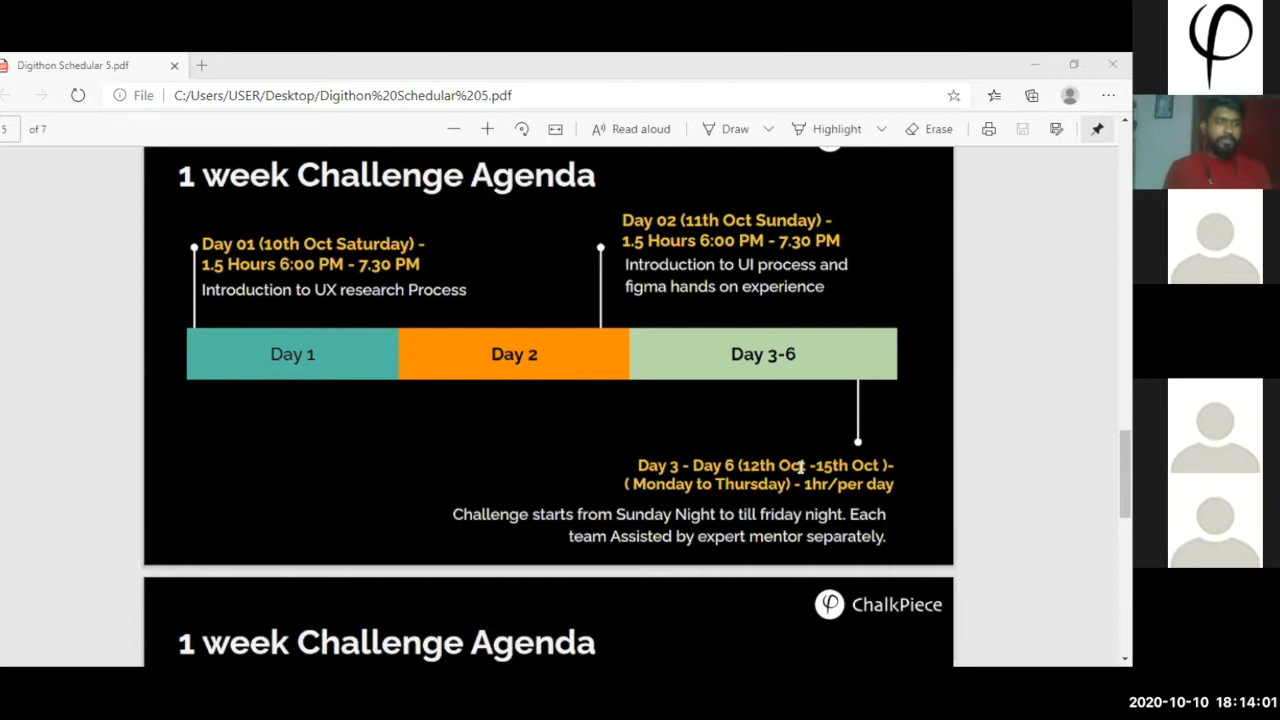 Digithon Schedular 5.pdf
File
C:/Users/USER/Desktop/Digithon%20Schedular%205.pdf
5 of 7
Read aloud
Draw
Highlight
Erase
1 week Challenge Agenda
Day 01 (10th Oct Saturday) -
1.5 Hours 6:00 PM - 7.30 PM
Introduction to UX research Process
Day 02 (11th Oct Sunday) -
1.5 Hours 6:00 PM - 7.30 PM
Introduction to UI process and
figma hands on experience
Day 1
Day 2
Day 3-6
Day 3 - Day 6 (12th Oct -15th Oct )-
( Monday to Thursday) - 1hr/per day
Challenge starts from Sunday Night to till friday night. Each
team Assisted by expert mentor separately.
ChalkPiece
1 week Challenge Agenda
2020-10-10 18:14:01